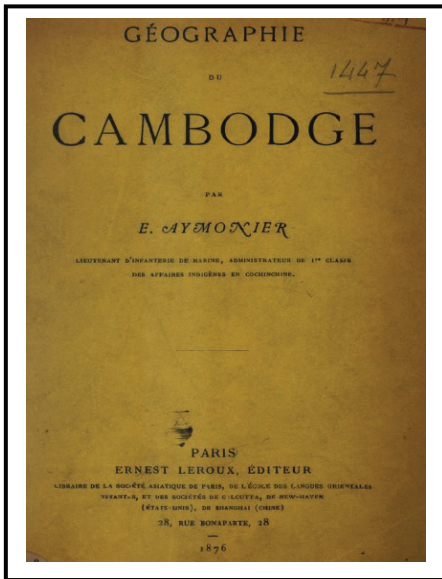 GÉOGRAPHIE
DU
1447
CAMBODGE
PAR
E. AYMONIER
LIEUTENANT D'INFANTERIE DE MARINE, ADMINISTRATEUR DE 1re CLASSE
DES AFFAIRES INDIGÈNES EN COCHINCHINE.
PARIS
ERNEST LEROUX, ÉDITEUR
LIBRAIRE DE LA SOCIÉTÉ ASIATIQUE DE PARIS, DE L'ÉCOLE DES LANGUES ORIENTALES
VIVANTES, ET DES SOCIÉTÉS DE CALCUTTA, DE NEW-HAVEN
(ÉTATS-UNIS), DE SHANGHAI (CHINE)
28, RUE BONAPARTE, 28
1876